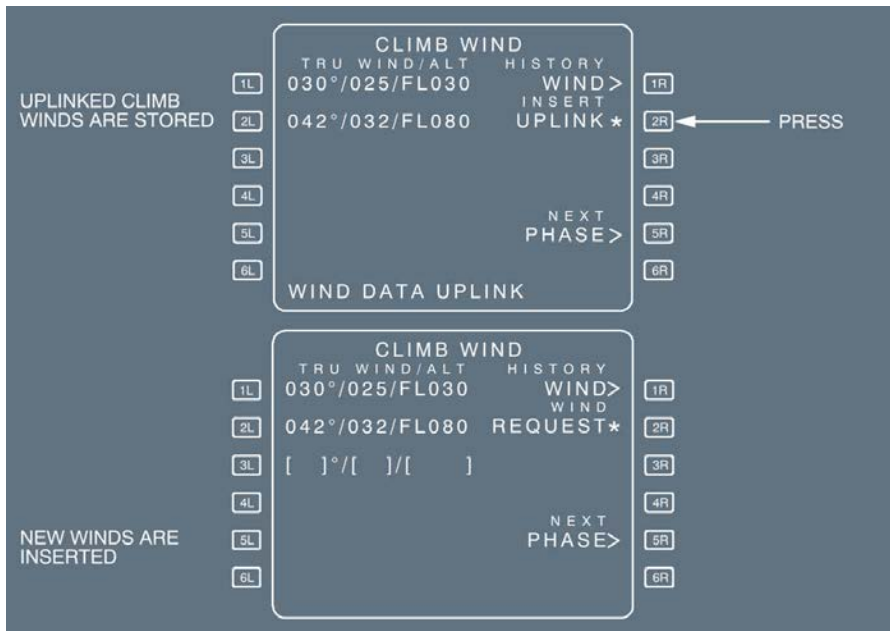 CLIMB WIND
TRU WIND/ALT HISTORY
1L 030°/025/FL030 WIND> 1R
INSERT
UPLINKED CLIMB
WINDS ARE STORED 2L 042°/032/FL080 UPLINK* 2R PRESS
3L 3R
4L 4R
NEXT
5L PHASE> 5R
6L 6R
WIND DATA UPLINK
CLIMB WIND
TRU WIND/ALT HISTORY
1L 030°/025/FL030 WIND> 1R
WIND
2L 042°/032/FL080 REQUEST* 2R
3L [ ]°/[ ]/[ ] 3R
4L 4R
NEXT
NEW WINDS ARE 5L PHASE> 5R
INSERTED
6L 6R